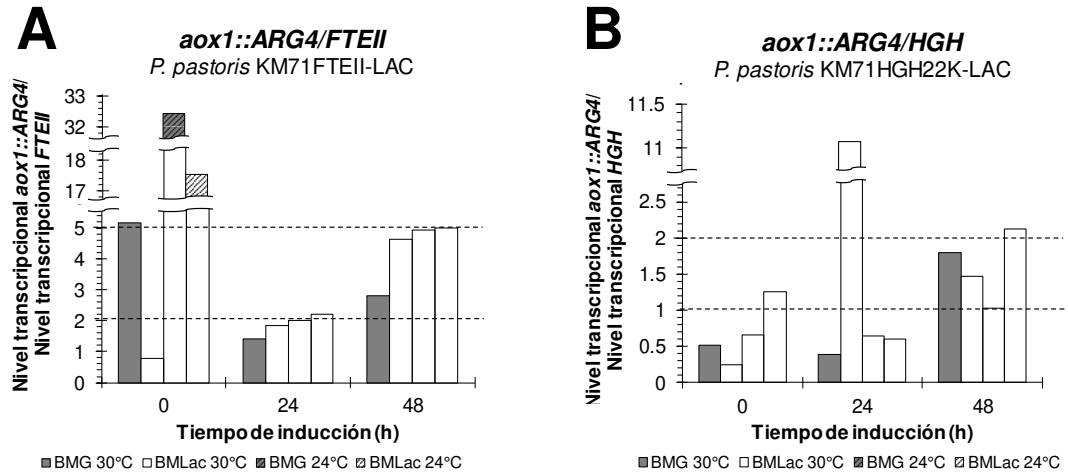 A
aox1::ARG4/FTEII
P. pastoris KM71FTEII-LAC
Nivel transcripcional aox1::ARG4/
Nivel transcripcional FTEII
33
32
18
17
5
4
3
2
1
0
0 24 48
Tiempo de inducción (h)
BMG 30°C BMLac 30°C BMG 24°C BMLac 24°C
B
aox1::ARG4/HGH
P. pastoris KM71HGH22K-LAC
Nivel transcripcional aox1::ARG4/
Nivel transcripcional HGH
11.5
11
2.5
2
1.5
1
0.5
0
0 24 48
Tiempo de inducción (h)
BMG 30°C BMLac 30°C BMG 24°C BMLac 24°C